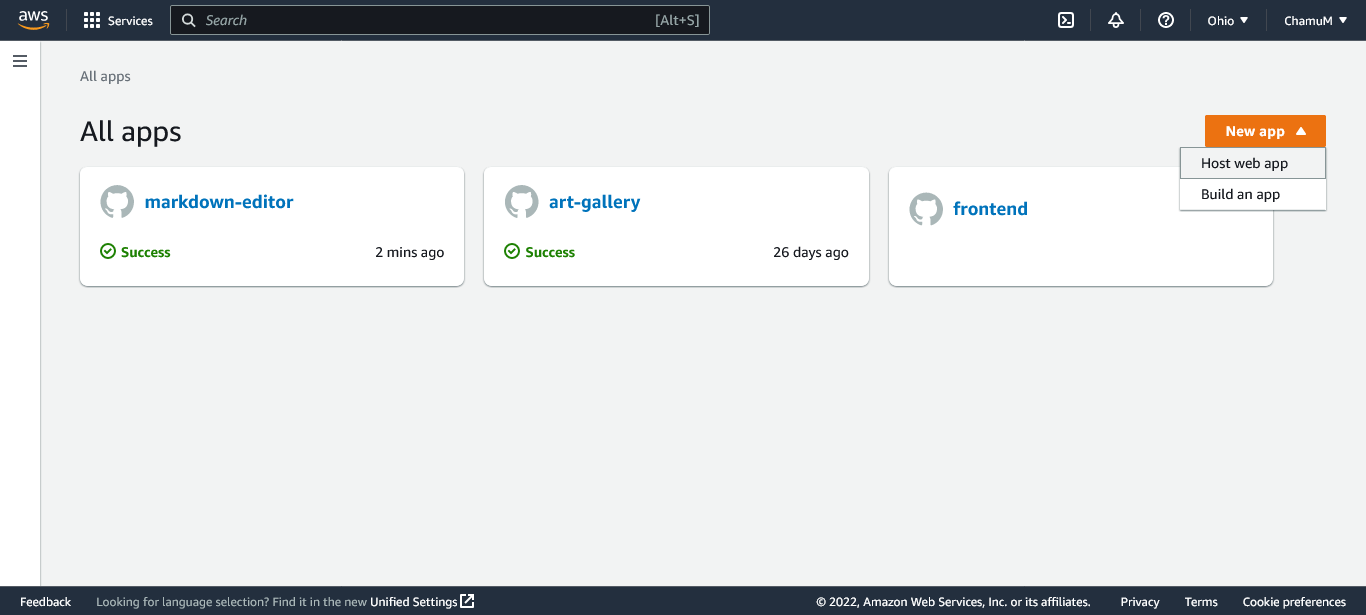 aws Services Search [Alt+S] Ohio ▼ ChamuM ▼
All apps
All apps
New app ▲
Host web app
Build an app
markdown-editor
Success 2 mins ago
art-gallery
Success 26 days ago
frontend
Feedback Looking for language selection? Find it in the new Unified Settings © 2022, Amazon Web Services, Inc. or its affiliates. Privacy Terms Cookie preferences